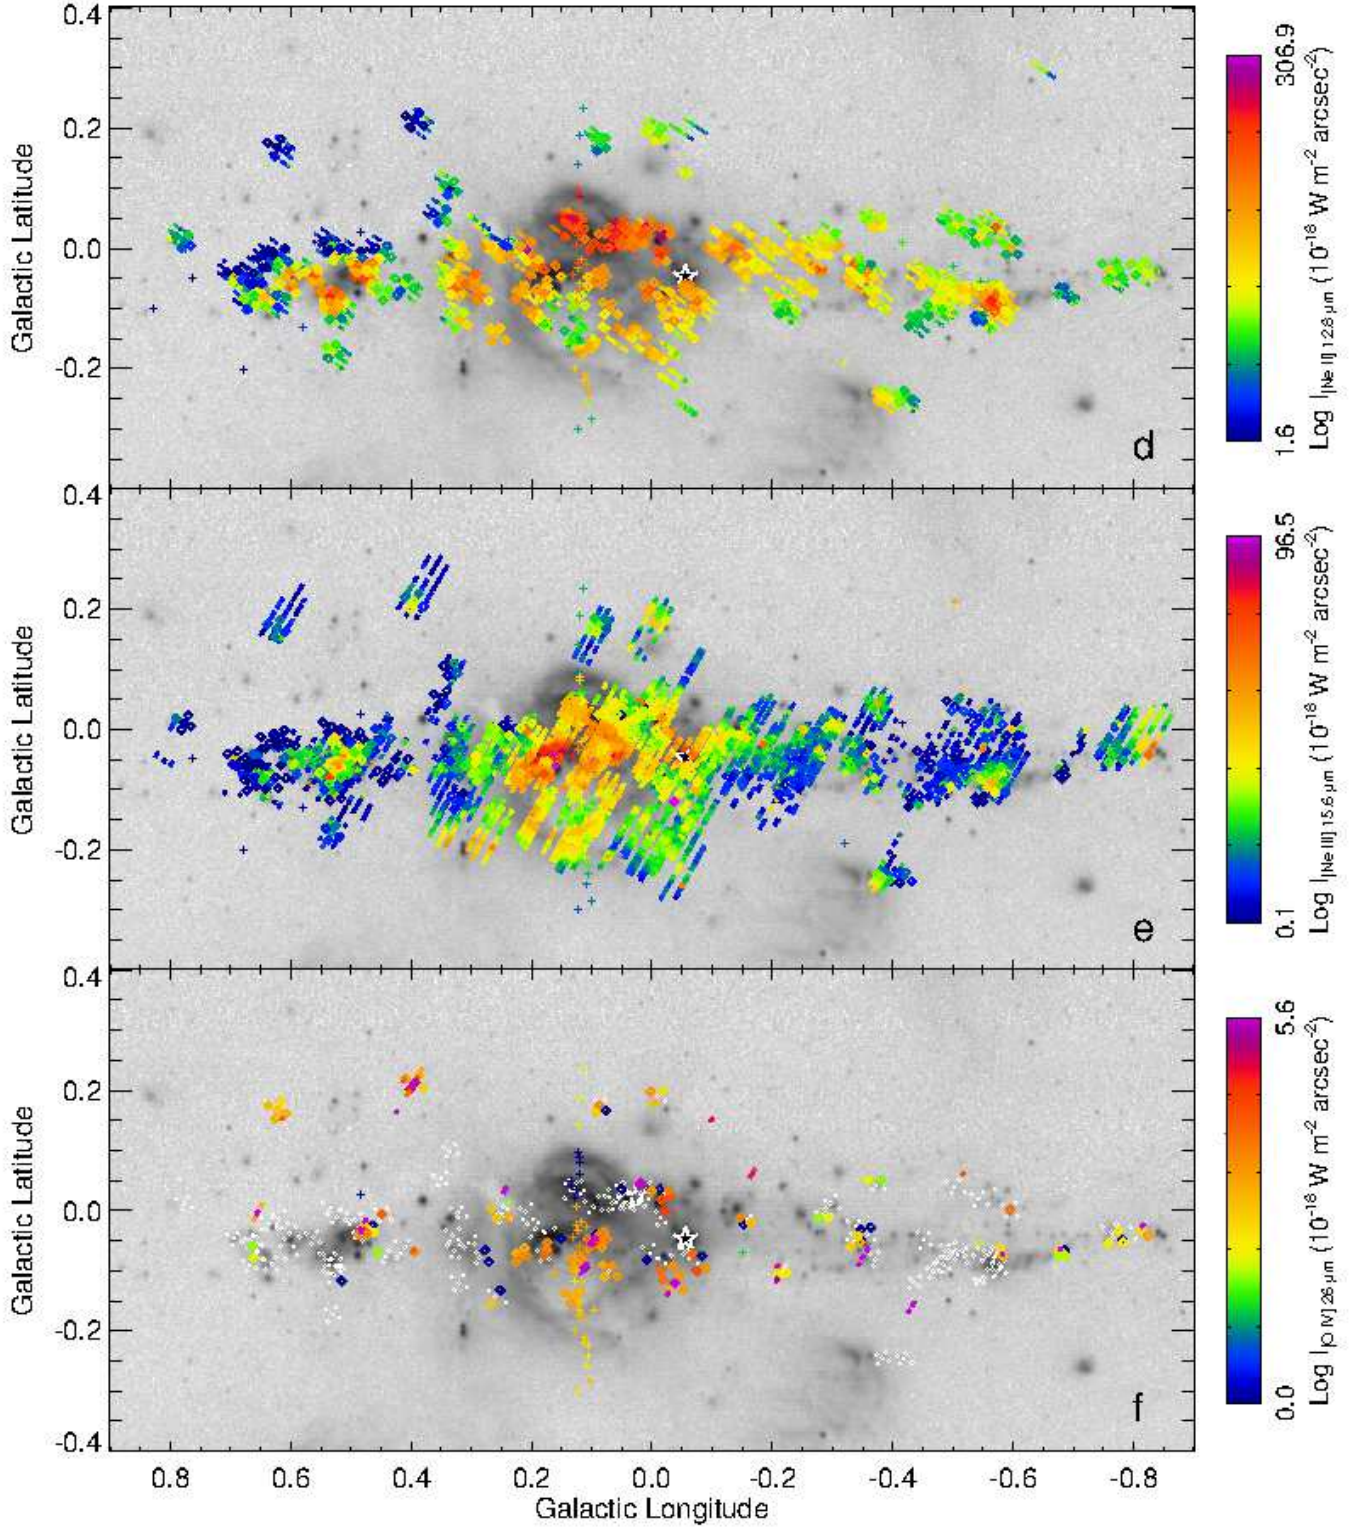 0.4
0.2
0.0
-0.2
Galactic Latitude
d
306.9
1.6
Log I[Ne II] 12.8 μm (10⁻¹⁸ W m⁻² arcsec⁻²)
0.4
0.2
0.0
-0.2
Galactic Latitude
e
96.5
0.1
Log I[Ne III] 15.6 μm (10⁻¹⁸ W m⁻² arcsec⁻²)
0.4
0.2
0.0
-0.2
-0.4
Galactic Latitude
f
5.6
0.0
Log I[O IV] 26 μm (10⁻¹⁸ W m⁻² arcsec⁻²)
0.8 0.6 0.4 0.2 0.0 -0.2 -0.4 -0.6 -0.8
Galactic Longitude